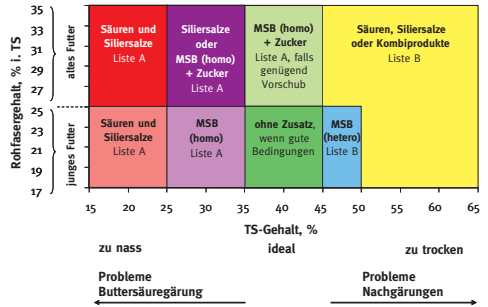 Rohfasergehalt, % i. TS
altes Futter
junges Futter
35
33
31
29
27
25
23
21
19
17
Säuren und
Siliersalze
Liste A
Siliersalze
oder
MSB (homo)
+ Zucker
Liste A
MSB (homo)
+ Zucker
Liste A, falls
genügend
Vorschub
Säuren, Siliersalze
oder Kombiprodukte
Liste B
Säuren und
Siliersalze
Liste A
MSB
(homo)
Liste A
ohne Zusatz,
wenn gute
Bedingungen
MSB
(hetero)
Liste B
15 20 25 30 35 40 45 50 55 60 65
TS-Gehalt, %
zu nass ideal zu trocken
Probleme
Buttersäuregärung
Probleme
Nachgärungen